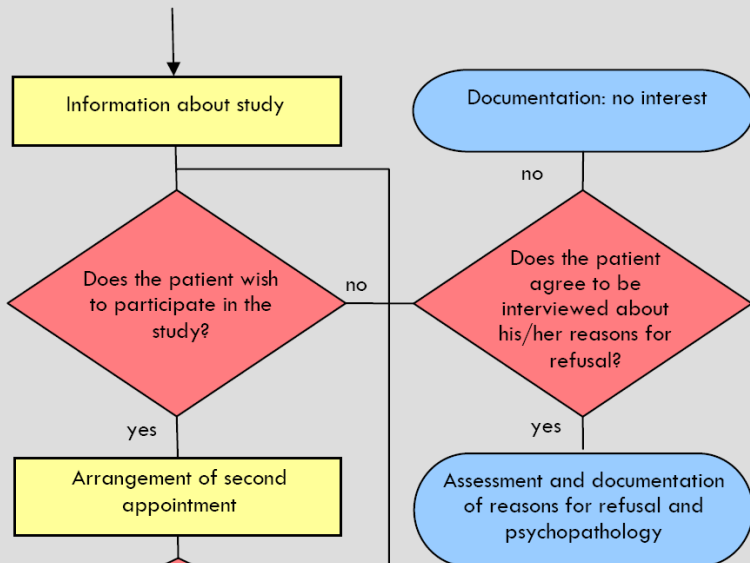 Information about study
Documentation: no interest
no
Does the patient wish
to participate in the
study?
no
Does the patient
agree to be
interviewed about
his/her reasons for
refusal?
yes
yes
Arrangement of second
appointment
Assessment and documentation
of reasons for refusal and
psychopathology